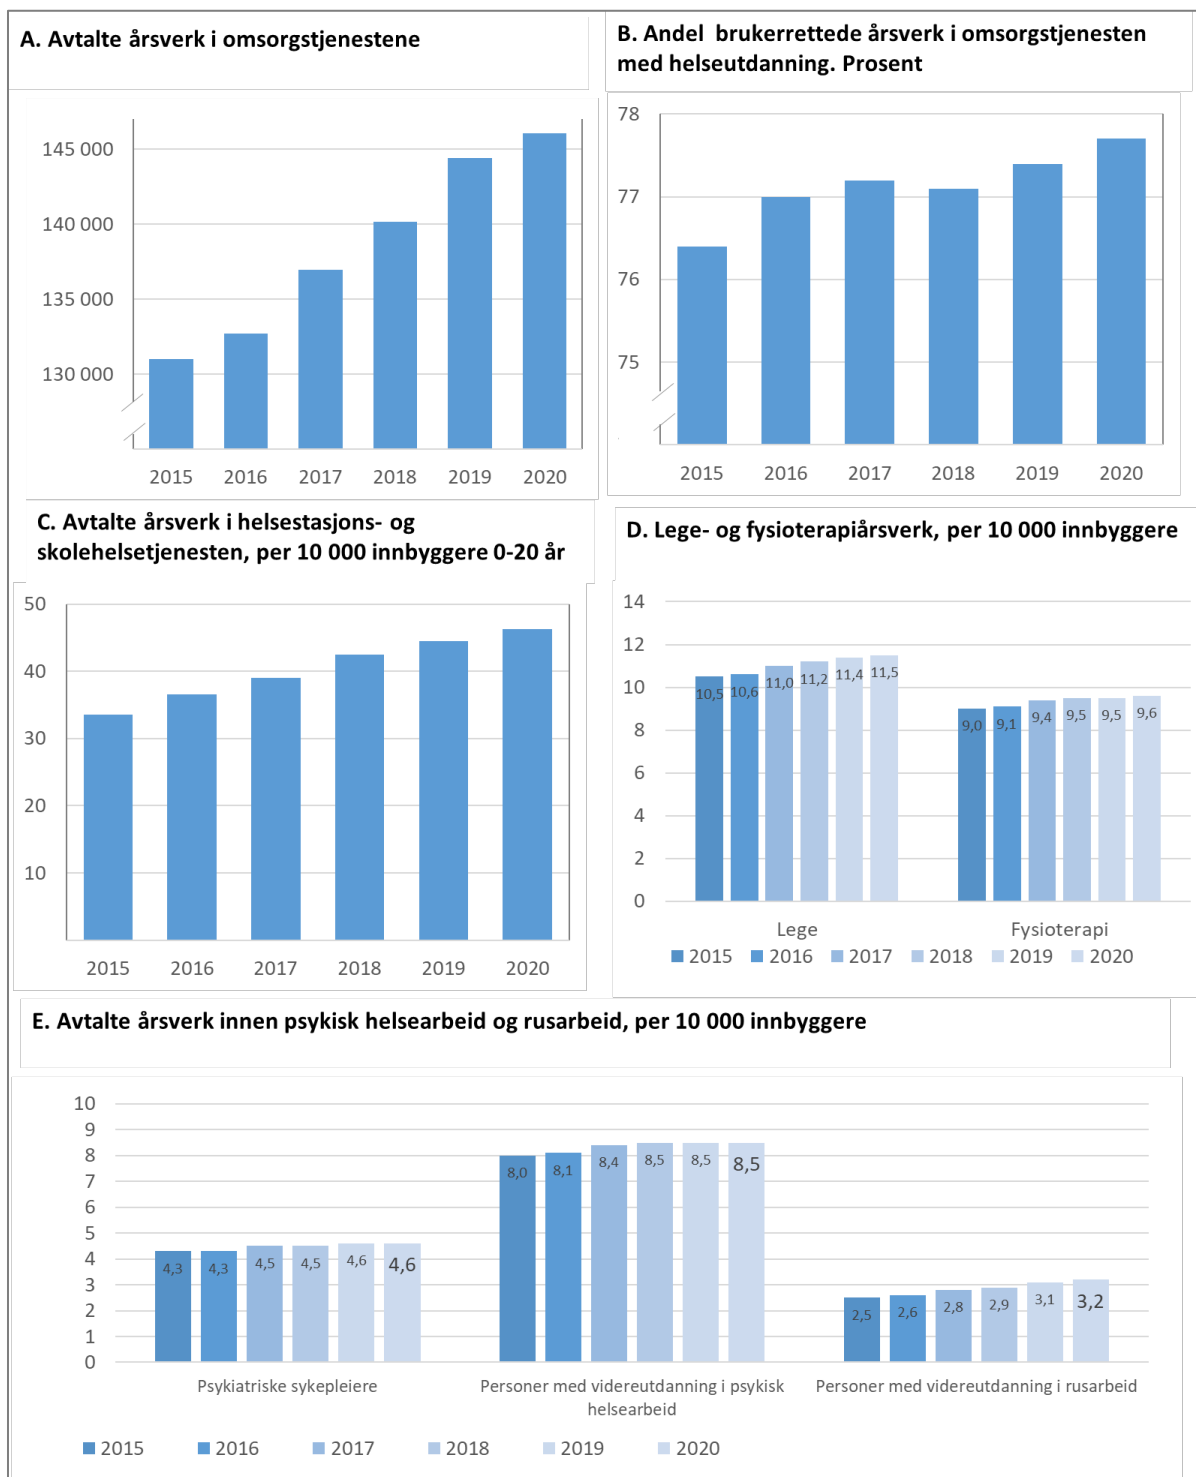 A. Avtalte årsverk i omsorgstjenestene
145 000
140 000
135 000
130 000
2015 2016 2017 2018 2019 2020
B. Andel brukerrettede årsverk i omsorgstjenesten
med helseutdanning. Prosent
78
77
76
75
2015 2016 2017 2018 2019 2020
C. Avtalte årsverk i helsestasjons- og
skolehelsetjenesten, per 10 000 innbyggere 0-20 år
50
40
30
20
10
2015 2016 2017 2018 2019 2020
D. Lege- og fysioterapiårsverk, per 10 000 innbyggere
14
12
10
8
6
4
2
0
10,5 10,6 11,0 11,2 11,4 11,5
9,0 9,1 9,4 9,5 9,5 9,6
Lege Fysioterapi
2015 2016 2017 2018 2019 2020
E. Avtalte årsverk innen psykisk helsearbeid og rusarbeid, per 10 000 innbyggere
10
9
8
7
6
5
4
3
2
1
0
4,3 4,3 4,5 4,5 4,6 4,6
8,0 8,1 8,4 8,5 8,5 8,5
2,5 2,6 2,8 2,9 3,1 3,2
Psykiatriske sykepleiere
Personer med videreutdanning i psykisk
helsearbeid
Personer med videreutdanning i rusarbeid
2015 2016 2017 2018 2019 2020